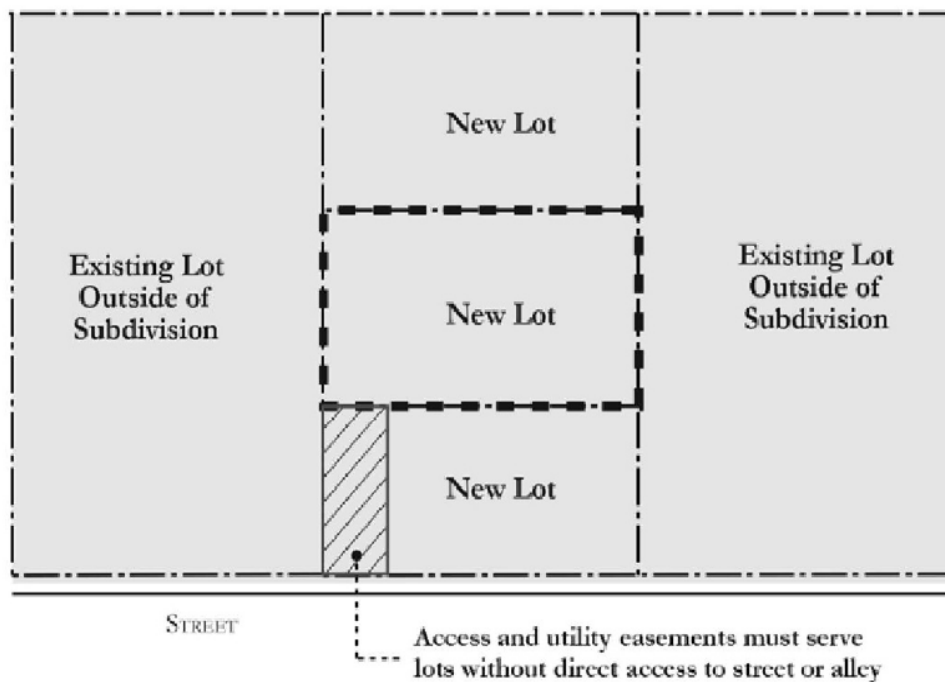 New Lot
Existing Lot
Outside of
Subdivision
New Lot
Existing Lot
Outside of
Subdivision
New Lot
STREET
Access and utility easements must serve
lots without direct access to street or alley